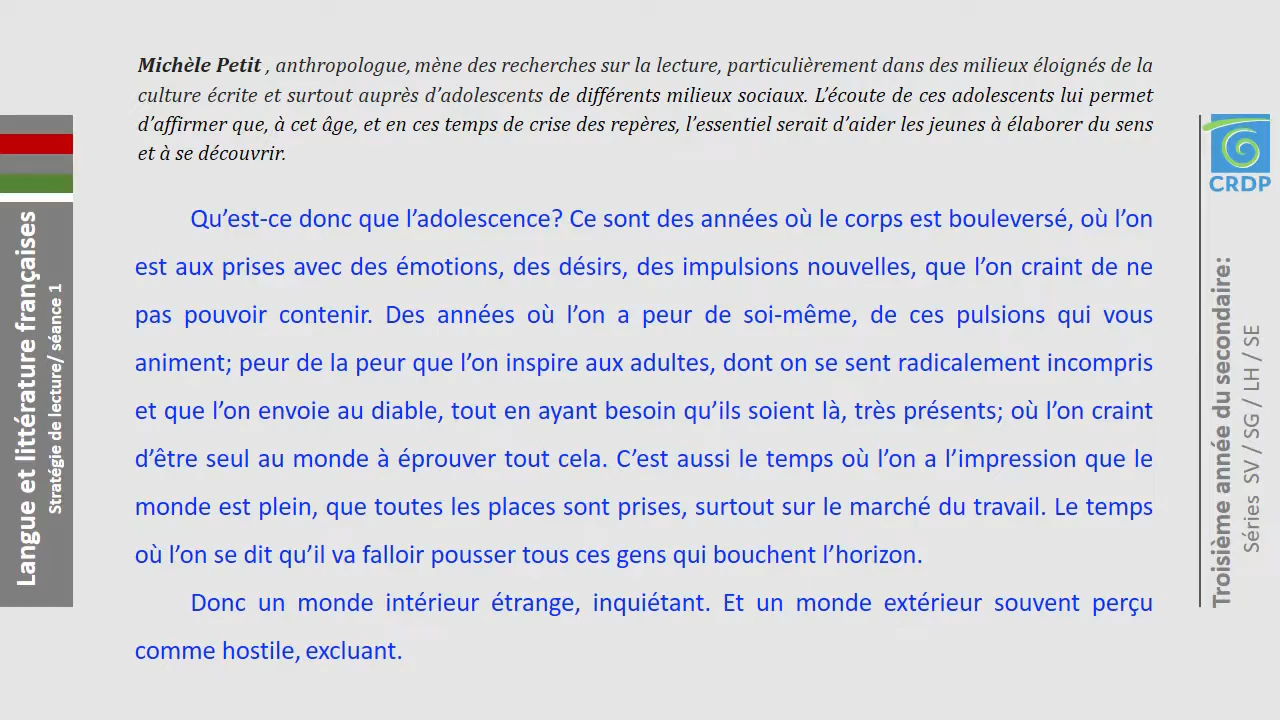 Michèle Petit , anthropologue, mène des recherches sur la lecture, particulièrement dans des milieux éloignés de la
culture écrite et surtout auprès d’adolescents de différents milieux sociaux. L’écoute de ces adolescents lui permet
d’affirmer que, à cet âge, et en ces temps de crise des repères, l’essentiel serait d’aider les jeunes à élaborer du sens
et à se découvrir.
Qu’est-ce donc que l’adolescence? Ce sont des années où le corps est bouleversé, où l’on
est aux prises avec des émotions, des désirs, des impulsions nouvelles, que l’on craint de ne
pas pouvoir contenir. Des années où l’on a peur de soi-même, de ces pulsions qui vous
animent; peur de la peur que l’on inspire aux adultes, dont on se sent radicalement incompris
et que l’on envoie au diable, tout en ayant besoin qu’ils soient là, très présents; où l’on craint
d’être seul au monde à éprouver tout cela. C’est aussi le temps où l’on a l’impression que le
monde est plein, que toutes les places sont prises, surtout sur le marché du travail. Le temps
où l’on se dit qu’il va falloir pousser tous ces gens qui bouchent l’horizon.
Donc un monde intérieur étrange, inquiétant. Et un monde extérieur souvent perçu
comme hostile, excluant.
Langue et littérature françaises
Stratégie de lecture/ séance 1
CRDP
Troisième année du secondaire:
Séries SV / SG / LH / SE